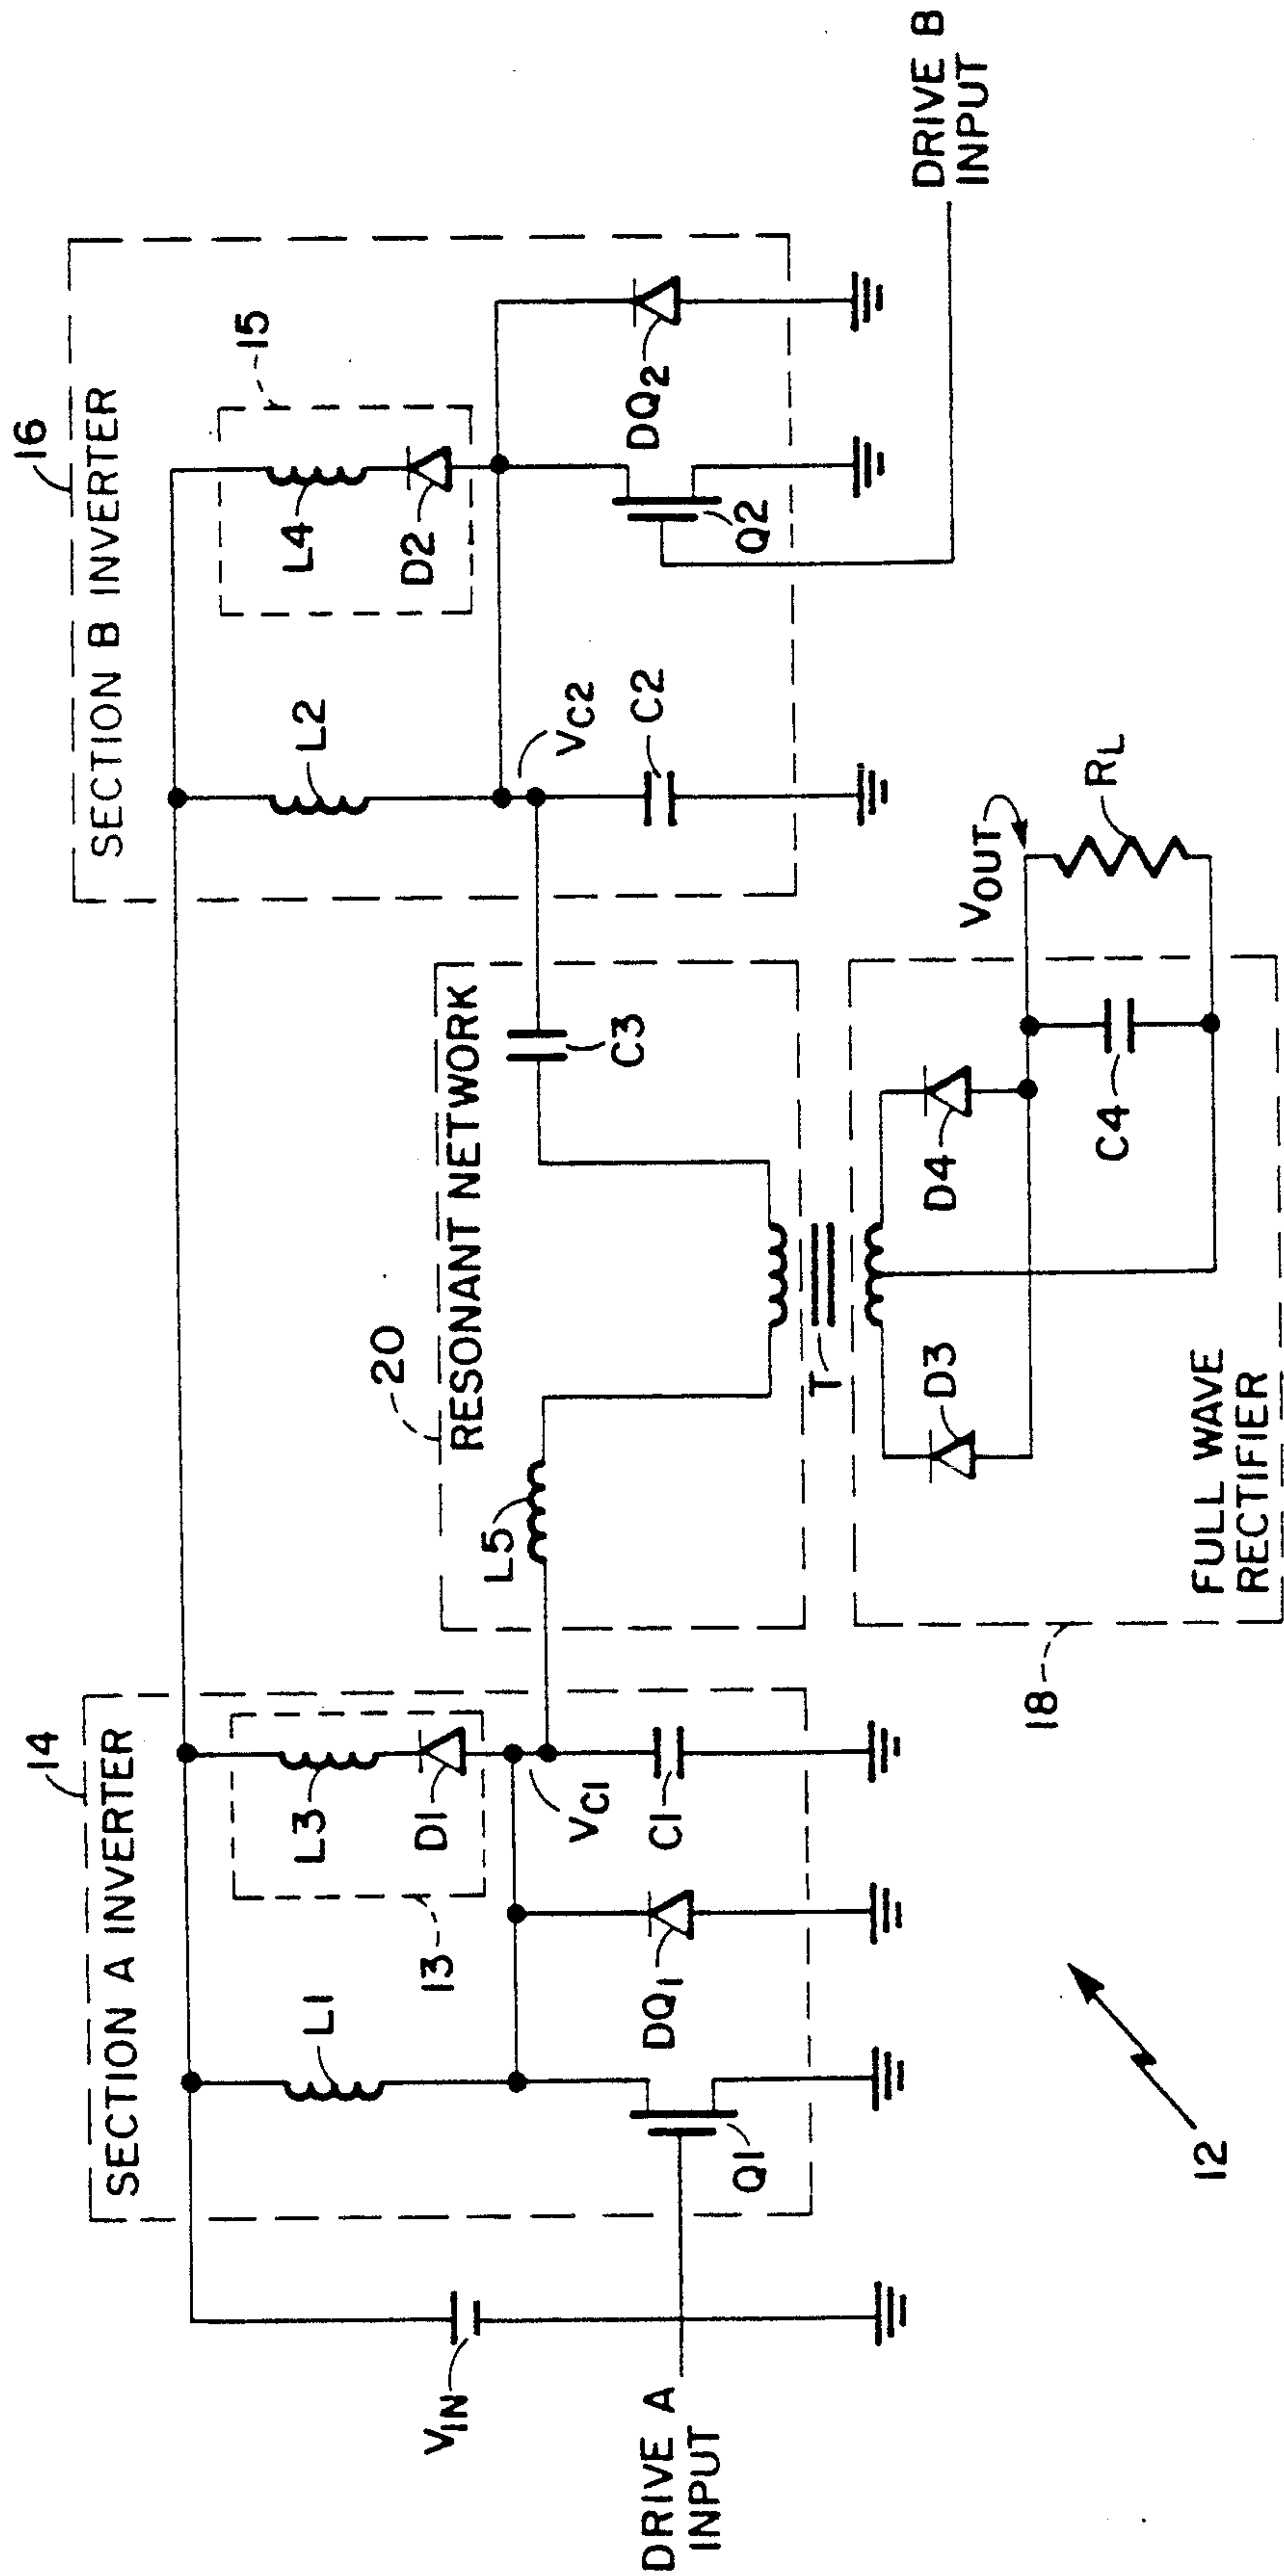 14
SECTION A INVERTER
16
SECTION B INVERTER
L1
L3
D1
13
VC1
C1
DQ1
Q1
VIN
DRIVE A
INPUT
20
RESONANT NETWORK
L5
C3
T
L2
L4
D2
15
VC2
C2
Q2
DQ2
DRIVE B
INPUT
D3
D4
C4
VOUT
RL
FULL WAVE
RECTIFIER
18
12